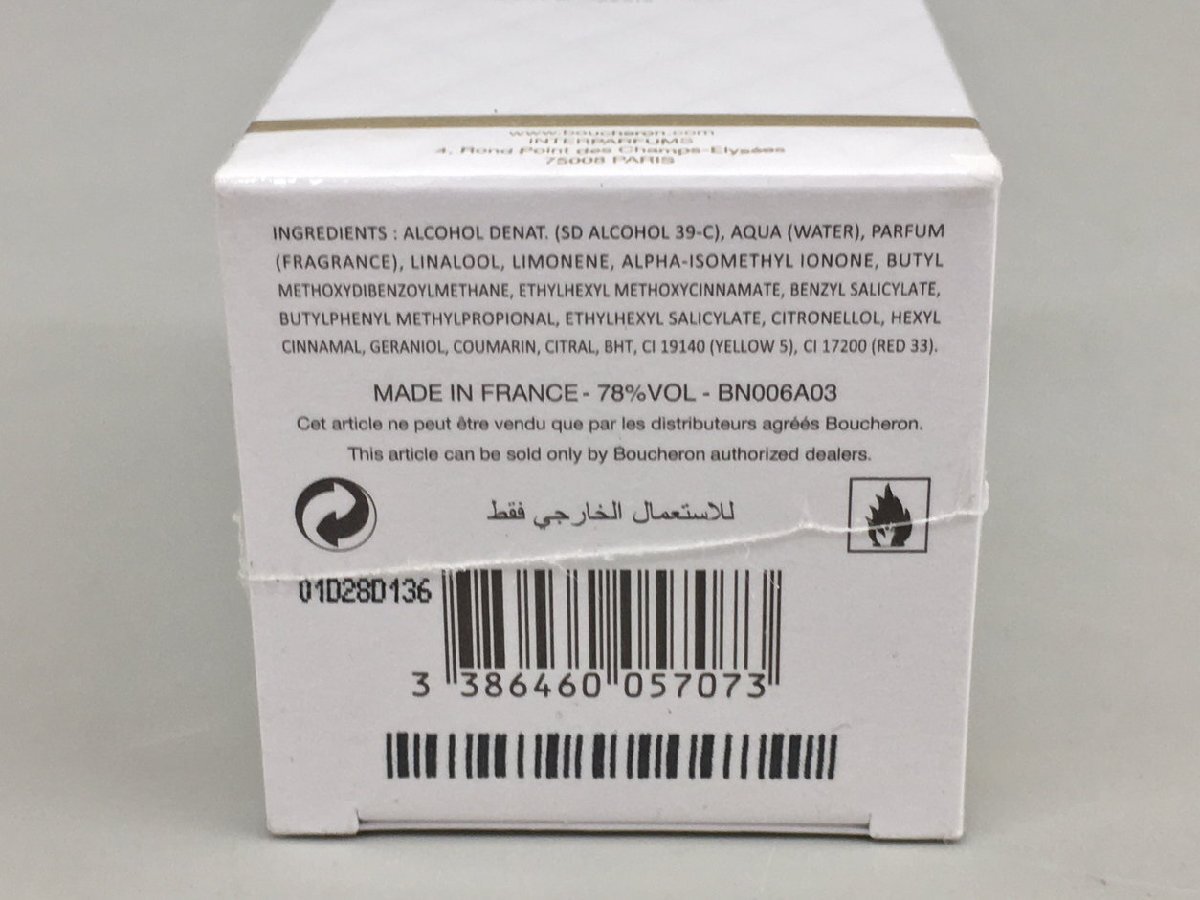 www.boucheron.com
INTERPARFUMS
4, Rond Point des Champs-Elysées
75008 PARIS
INGREDIENTS : ALCOHOL DENAT. (SD ALCOHOL 39-C), AQUA (WATER), PARFUM
(FRAGRANCE), LINALOOL, LIMONENE, ALPHA-ISOMETHYL IONONE, BUTYL
METHOXYDIBENZOYLMETHANE, ETHYLHEXYL METHOXYCINNAMATE, BENZYL SALICYLATE,
BUTYLPHENYL METHYLPROPIONAL, ETHYLHEXYL SALICYLATE, CITRONELLOL, HEXYL
CINNAMAL, GERANIOL, COUMARIN, CITRAL, BHT, CI 19140 (YELLOW 5), CI 17200 (RED 33).
MADE IN FRANCE - 78%VOL - BN006A03
Cet article ne peut être vendu que par les distributeurs agréés Boucheron.
This article can be sold only by Boucheron authorized dealers.
للاستعمال الخارجي فقط
01D28D136
3 386460 057073